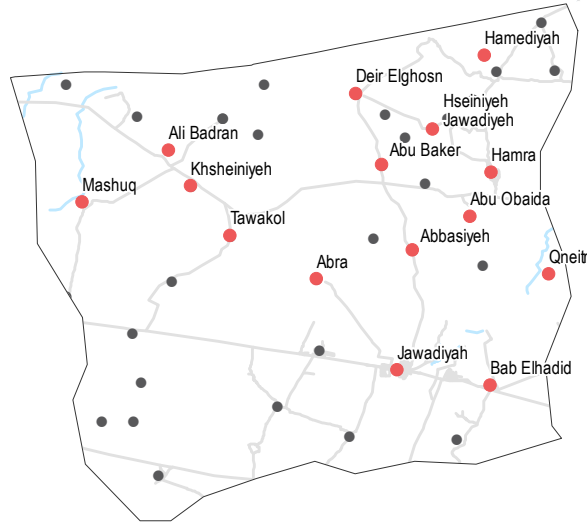 Hamediyah
Deir Elghosn
Hseiniyeh
Jawadiyeh
Ali Badran
Abu Baker
Hamra
Khsheiniyeh
Mashuq
Abu Obaida
Tawakol
Abbasiyeh
Qneitr
Abra
Jawadiyah
Bab Elhadid